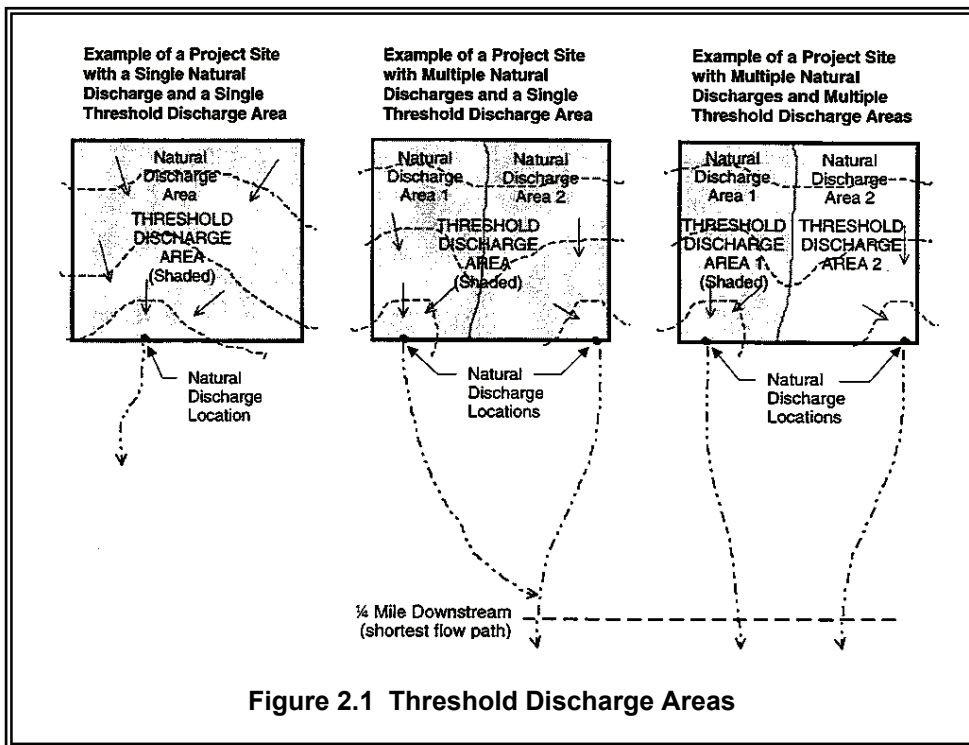 Example of a Project Site
with a Single Natural
Discharge and a Single
Threshold Discharge Area
Natural
Discharge
Area
THRESHOLD
DISCHARGE
AREA
(Shaded)
Natural
Discharge
Location
Example of a Project Site
with Multiple Natural
Discharges and a Single
Threshold Discharge Area
Natural
Discharge
Area 1
Natural
Discharge
Area 2
THRESHOLD
DISCHARGE
AREA
(Shaded)
Natural
Discharge
Locations
Example of a Project Site
with Multiple Natural
Discharges and Multiple
Threshold Discharge Areas
Natural
Discharge
Area 1
Natural
Discharge
Area 2
THRESHOLD
DISCHARGE
AREA 1
(Shaded)
THRESHOLD
DISCHARGE
AREA 2
Natural
Discharge
Locations
¼ Mile Downstream
(shortest flow path)
Figure 2.1 Threshold Discharge Areas